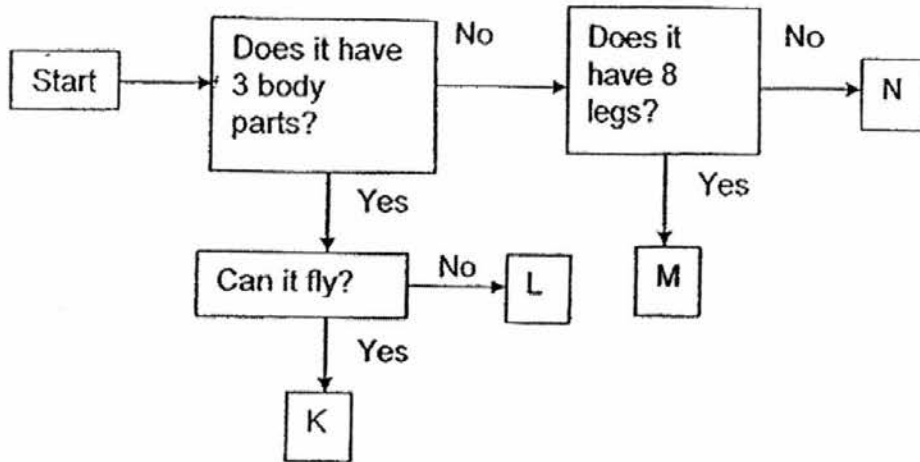 Start
Does it have
3 body
parts?
No
Does it
have 8
legs?
No
N
Yes
Yes
Can it fly?
No
L
M
Yes
K